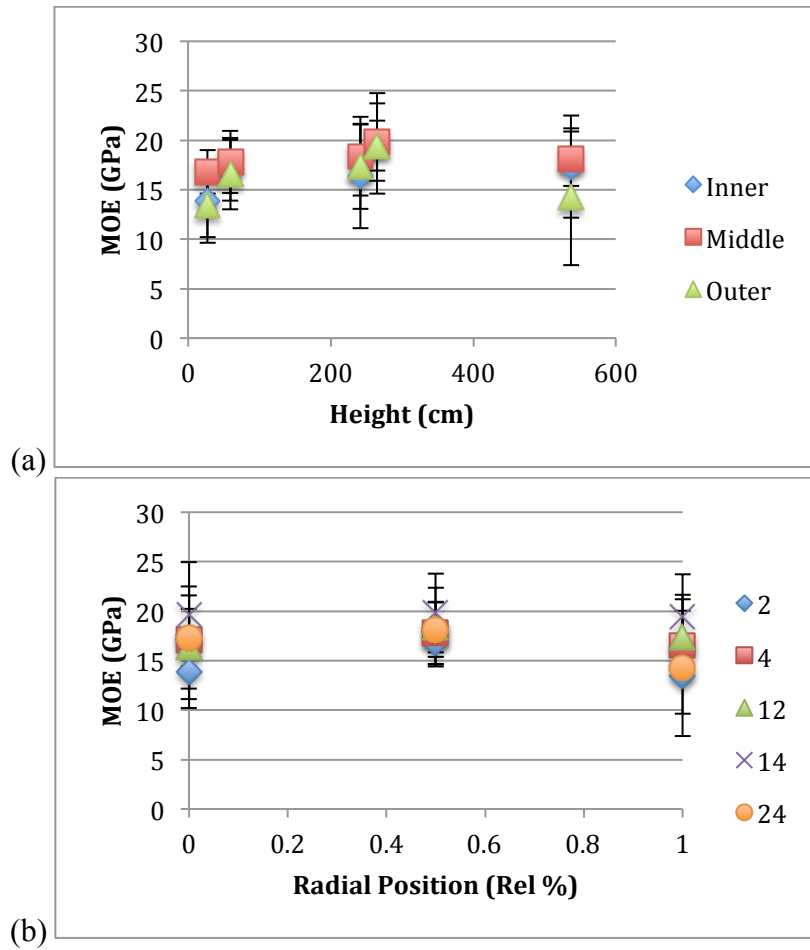 30
25
20
15
10
5
0
MOE (GPa)
0 200 400 600
Height (cm)
Inner
Middle
Outer
(a)
30
25
20
15
10
5
0
MOE (GPa)
0 0.2 0.4 0.6 0.8 1
Radial Position (Rel %)
2
4
12
14
24
(b)